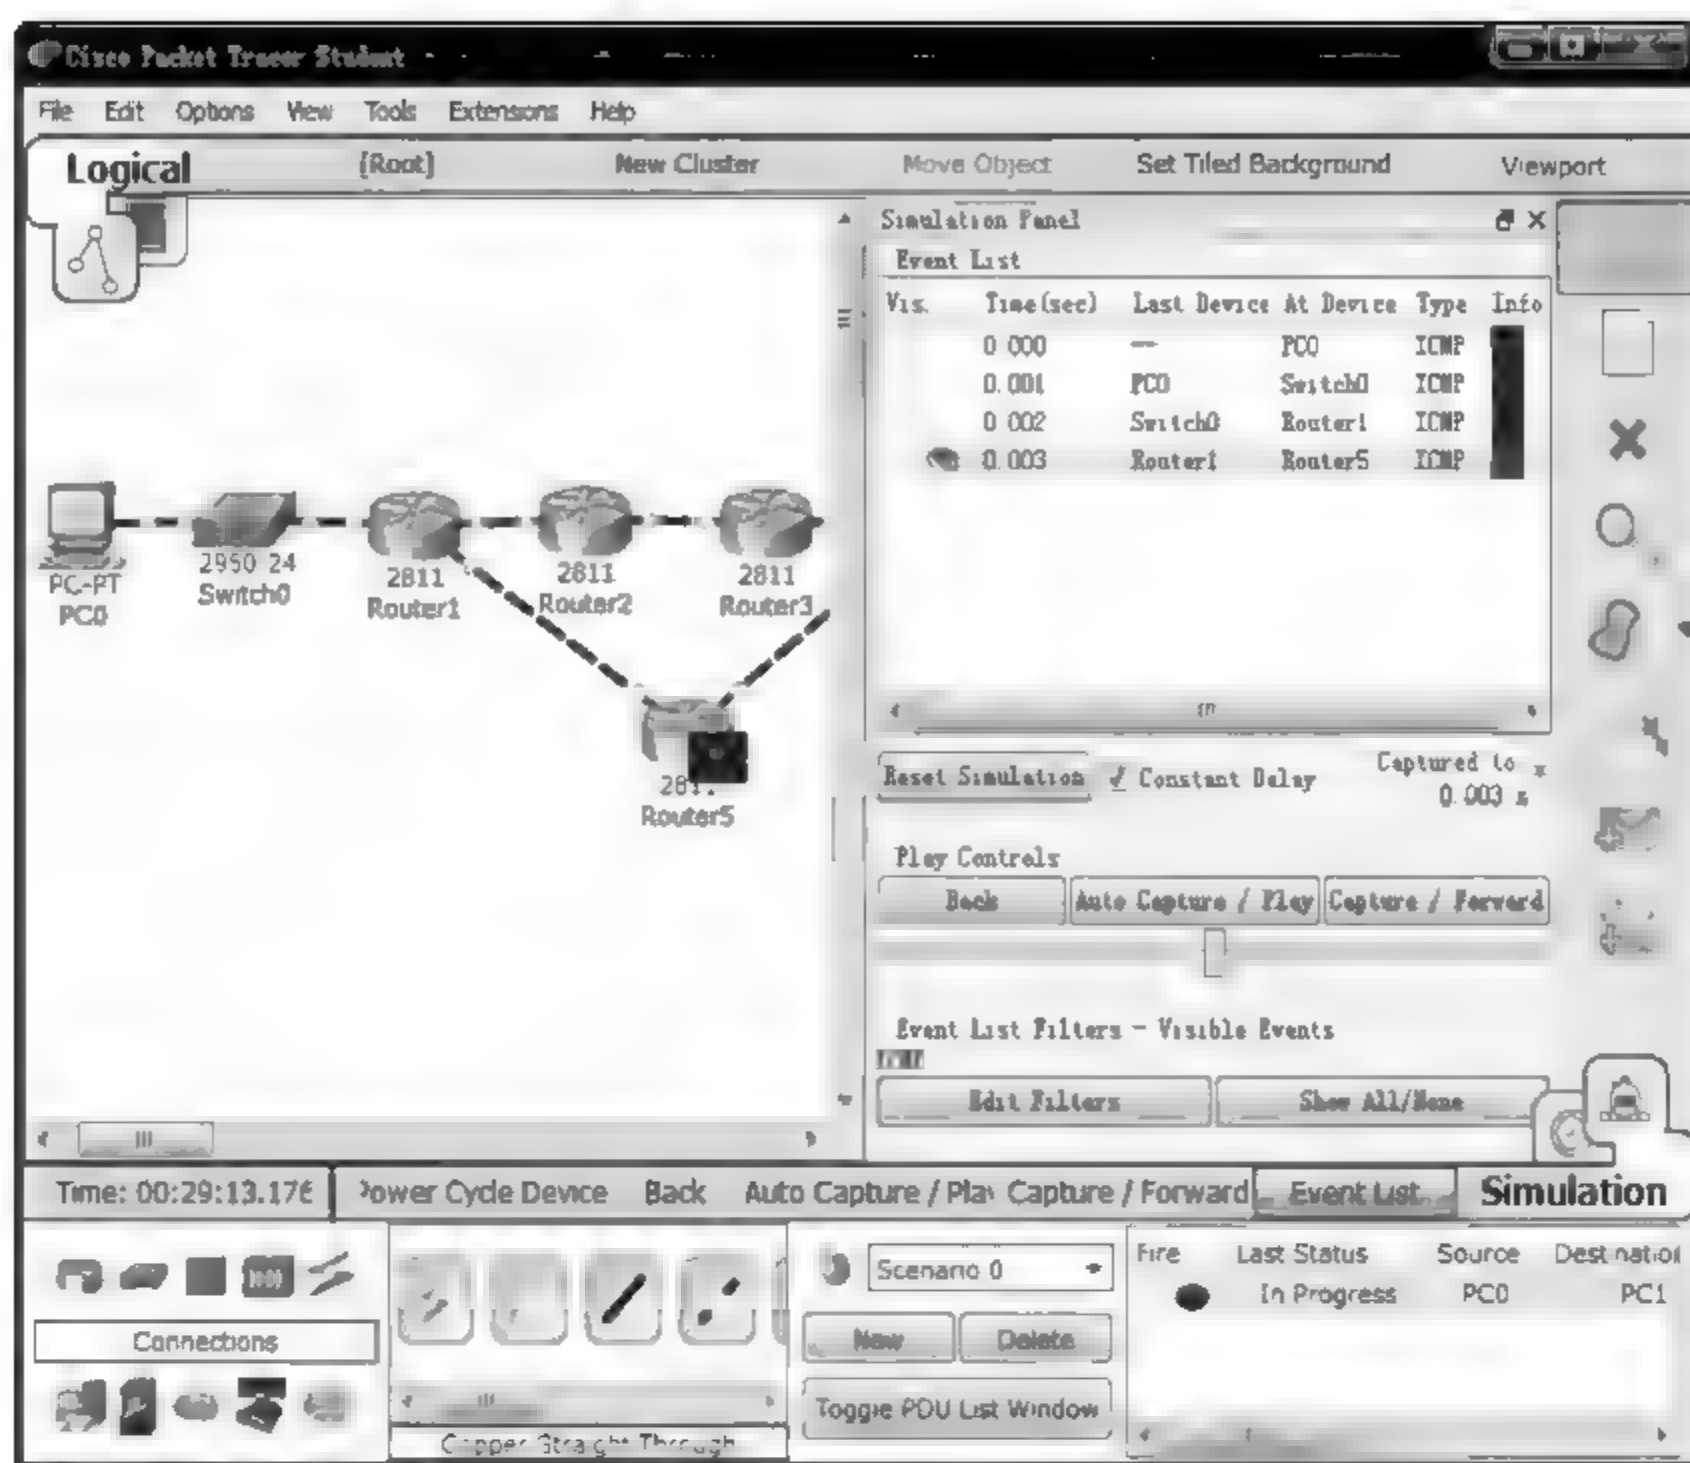 Cisco Packet Tracer Student
File Edit Options View Tools Extensions Help
Logical [Root] New Cluster Move Object Set Tiled Background Viewport
Simulation Panel
Event List
Vis. Time(sec) Last Device At Device Type Info
0.000 -- PC0 ICMP
0.001 PC0 Switch0 ICMP
0.002 Switch0 Router1 ICMP
0.003 Router1 Router5 ICMP
PC-PT
PC0
2950 24
Switch0
2811
Router1
2811
Router2
2811
Router3
2811
Router5
Reset Simulation Constant Delay Captured to
0.003 s
Play Controls
Back Auto Capture / Play Capture / Forward
Event List Filters - Visible Events
Edit Filters Show All/None
Time: 00:29:13.176 Power Cycle Device Back Auto Capture / Play Capture / Forward Event List Simulation
Connections
Copper Straight-Through
Scenario 0
New Delete
Toggle PDU List Window
Fire Last Status Source Destination
In Progress PC0 PC1